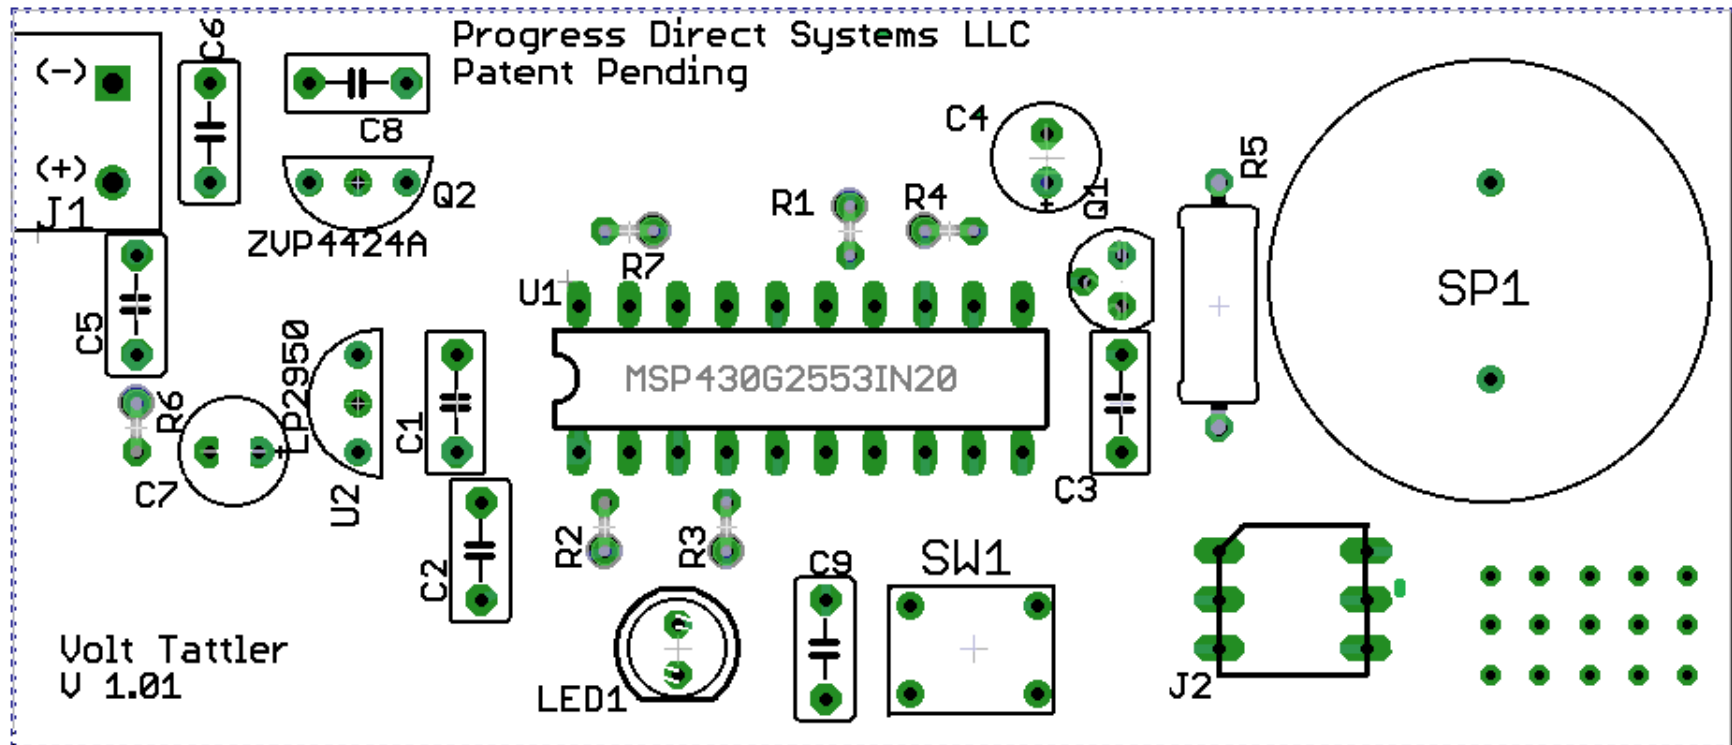 Progress Direct Systems LLC
Patent Pending
C6
(-)
(+)
J1
C8
Q2
ZVP4424A
C4
Q1
R5
R1
R4
R7
U1
SP1
C5
R6
LP2950
C7
U2
C1
MSP430G2553IN20
C3
C2
R2
R3
C9
SW1
LED1
J2
Volt Tattler
V 1.01